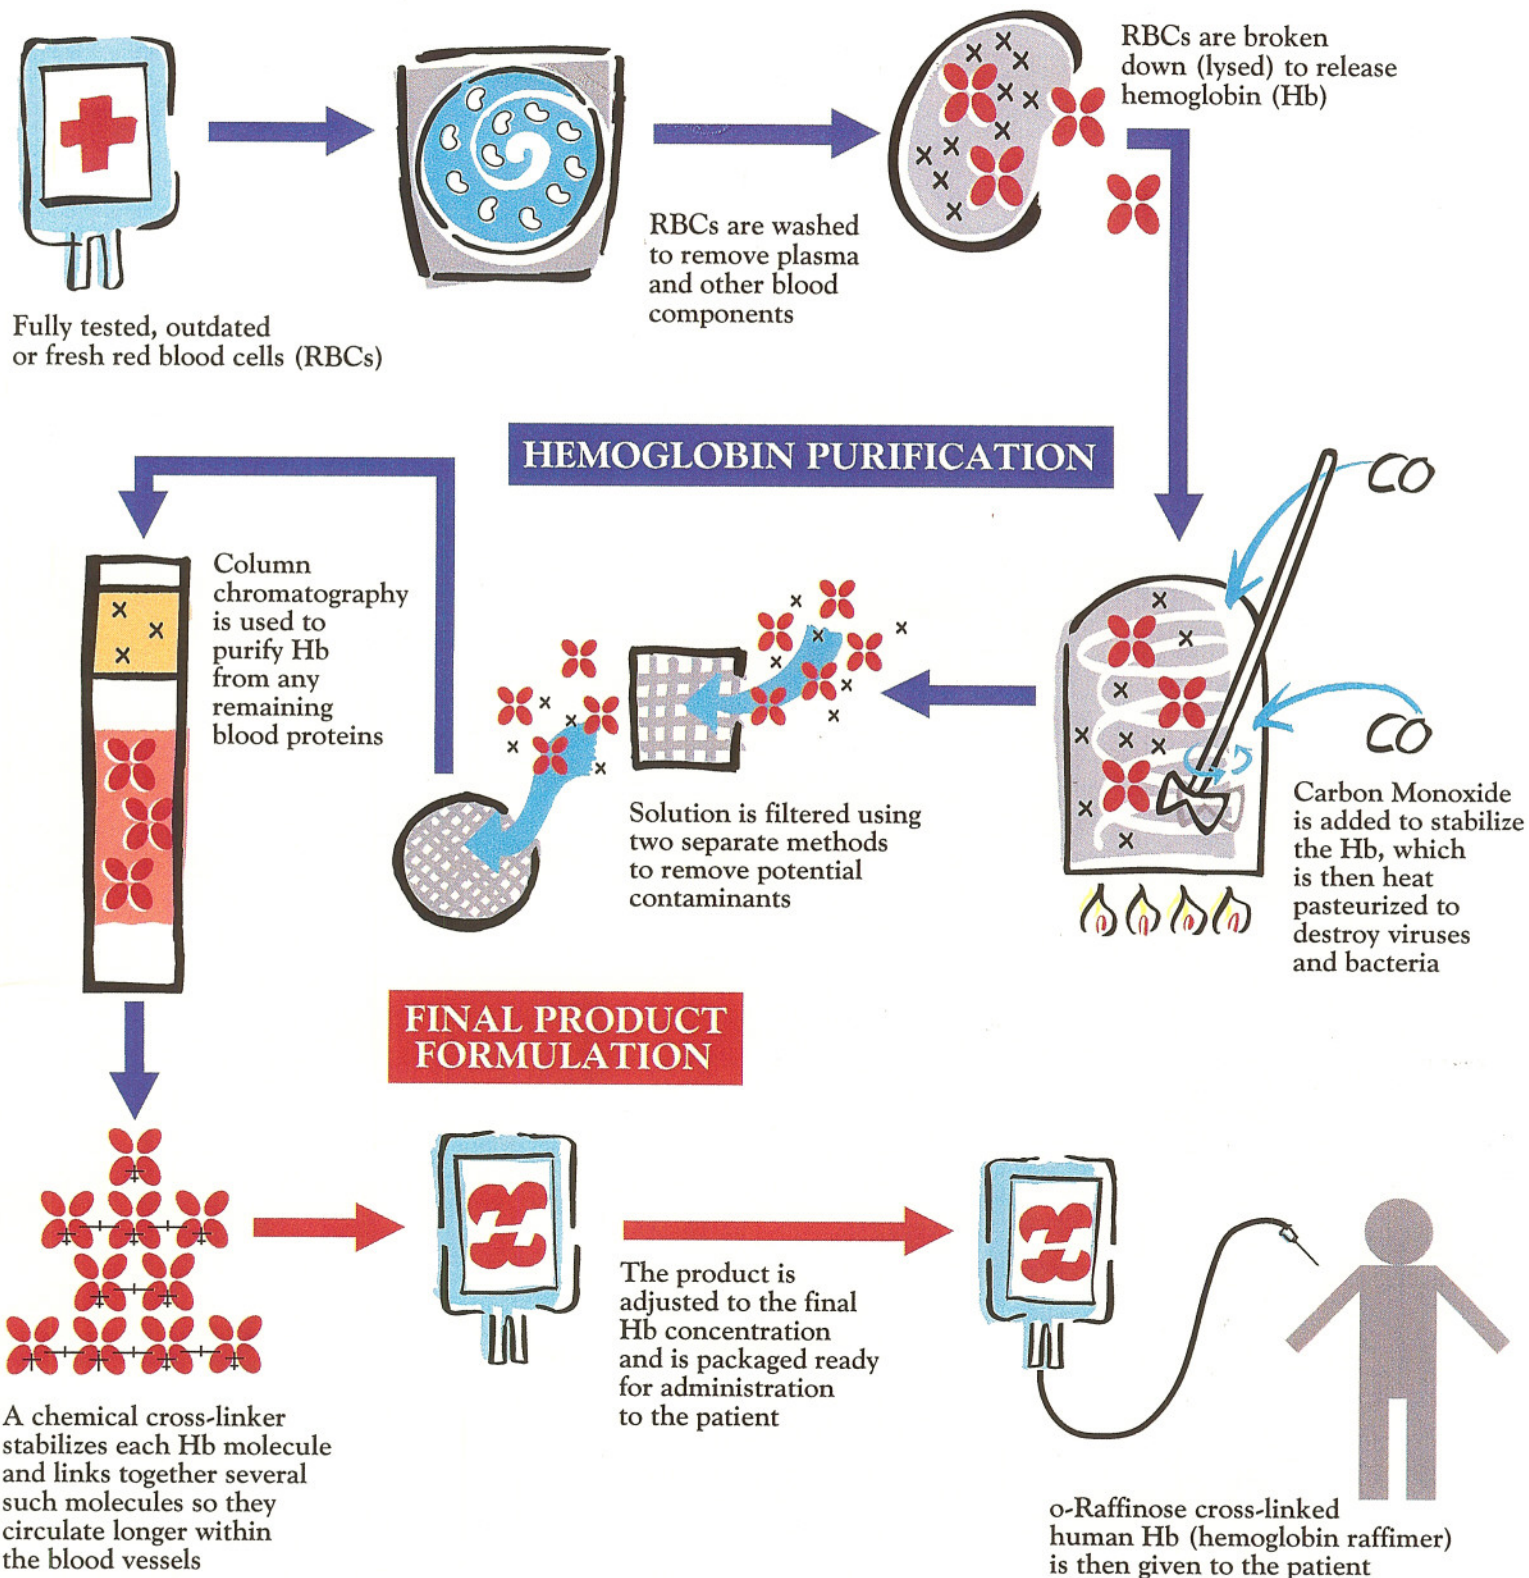 Fully tested, outdated
or fresh red blood cells (RBCs)
RBCs are washed
to remove plasma
and other blood
components
RBCs are broken
down (lysed) to release
hemoglobin (Hb)
HEMOGLOBIN PURIFICATION
CO
CO
Carbon Monoxide
is added to stabilize
the Hb, which
is then heat
pasteurized to
destroy viruses
and bacteria
Solution is filtered using
two separate methods
to remove potential
contaminants
Column
chromatography
is used to
purify Hb
from any
remaining
blood proteins
FINAL PRODUCT
FORMULATION
A chemical cross-linker
stabilizes each Hb molecule
and links together several
such molecules so they
circulate longer within
the blood vessels
The product is
adjusted to the final
Hb concentration
and is packaged ready
for administration
to the patient
o-Raffinose cross-linked
human Hb (hemoglobin raffimer)
is then given to the patient